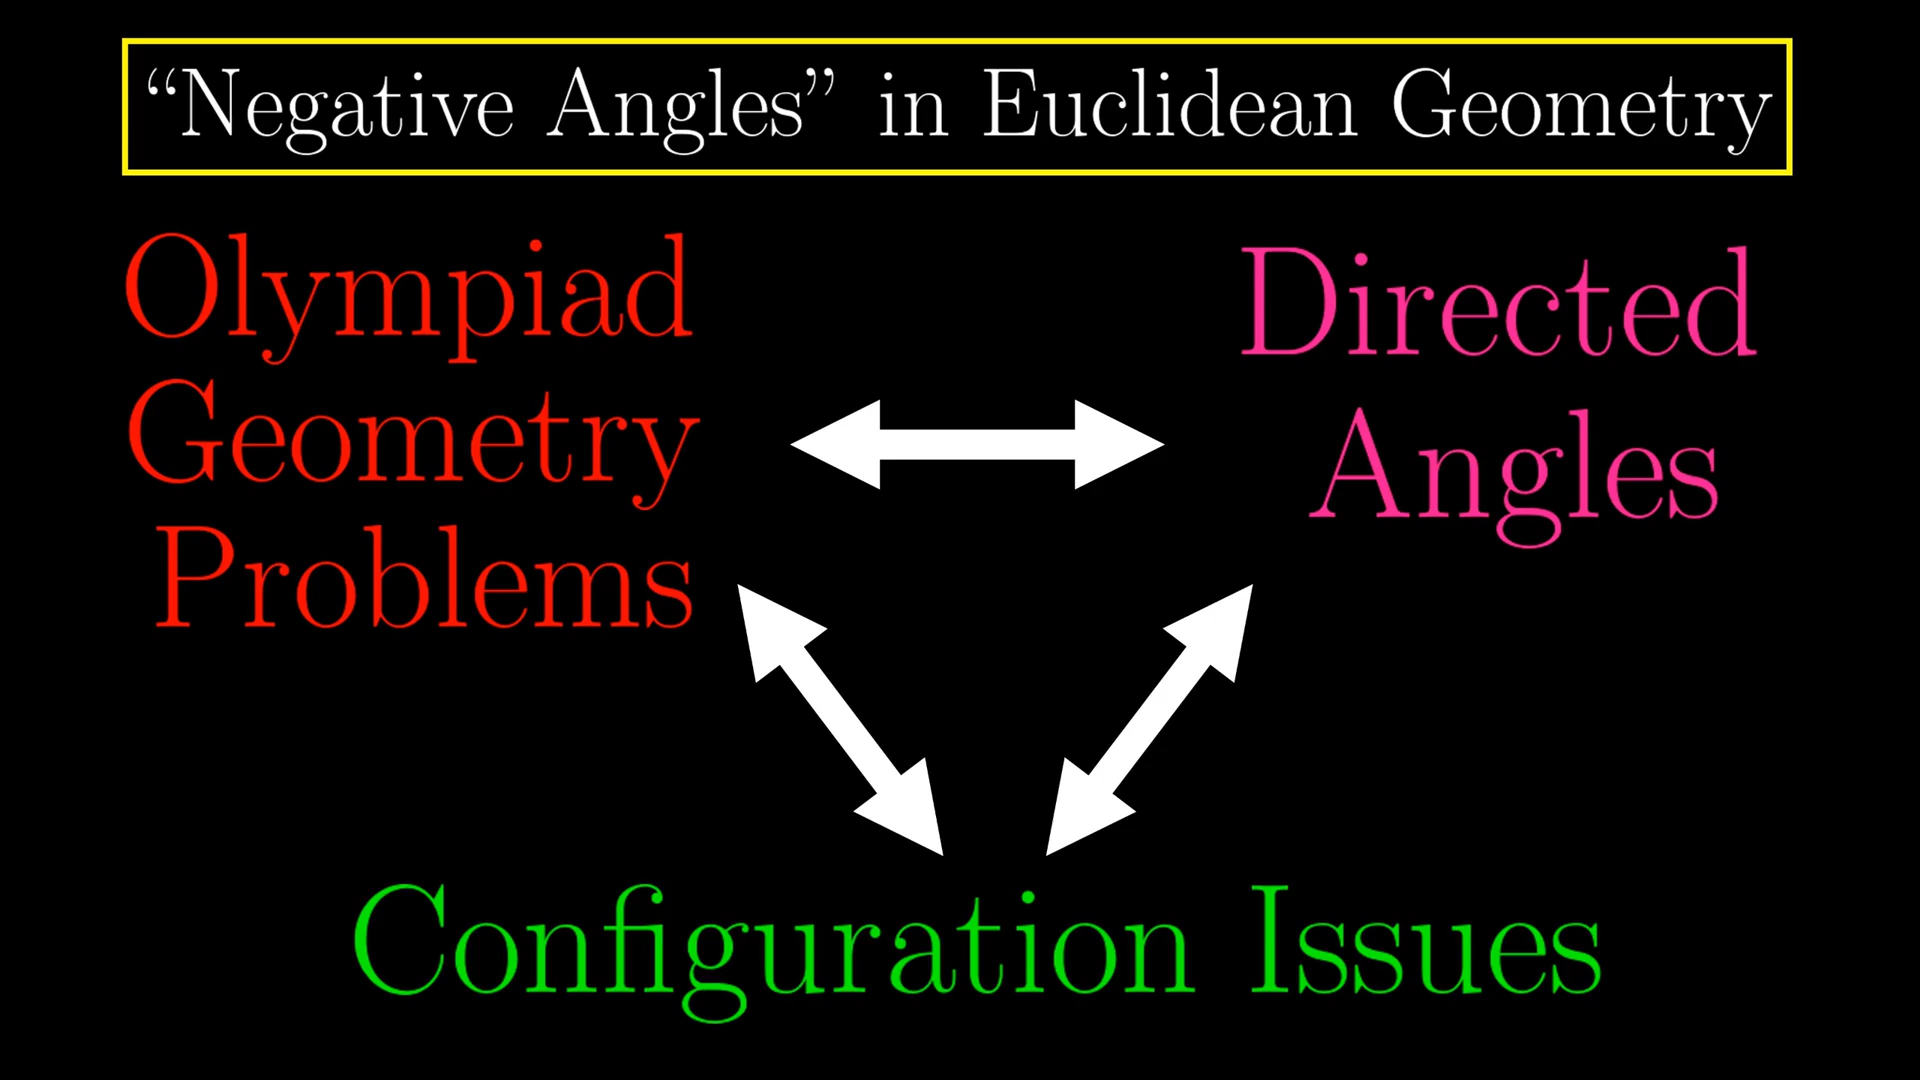 “Negative Angles” in Euclidean Geometry
Olympiad
Geometry
Problems
Directed
Angles
Configuration Issues